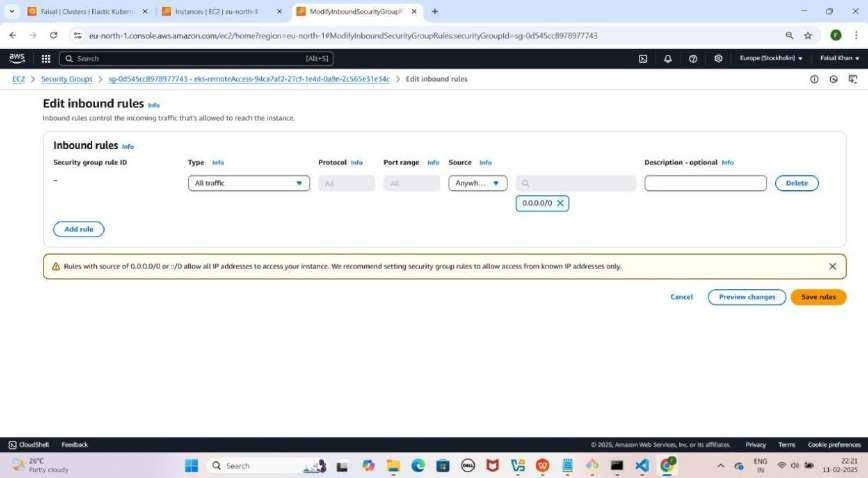 Faisal | Clusters | Elastic Kuberne
Instances | EC2 | eu-north-1
ModifyInboundSecurityGroupR
eu-north-1.console.aws.amazon.com/ec2/home?region=eu-north-1#ModifyInboundSecurityGroupRules:securityGroupId=sg-0d545cc8978977743
F
aws
Search
[Alt+S]
Europe (Stockholm)
Faisal Khan
EC2 > Security Groups > sg-0d545cc8978977743 - eks-remoteAccess-94ca7af2-27cf-1e4d-0a9e-2c565e31e34c > Edit inbound rules
Edit inbound rules Info
Inbound rules control the incoming traffic that's allowed to reach the instance.
Inbound rules Info
Security group rule ID Type Info Protocol Info Port range Info Source Info Description - optional Info
– All traffic All All Anywh... Delete
0.0.0.0/0
Add rule
Rules with source of 0.0.0.0/0 or ::/0 allow all IP addresses to access your instance. We recommend setting security group rules to allow access from known IP addresses only.
Cancel Preview changes Save rules
CloudShell Feedback © 2025, Amazon Web Services, Inc. or its affiliates. Privacy Terms Cookie preferences
26°C
Partly cloudy
Search
DELL
ENG
IN
22:21
11-02-2025